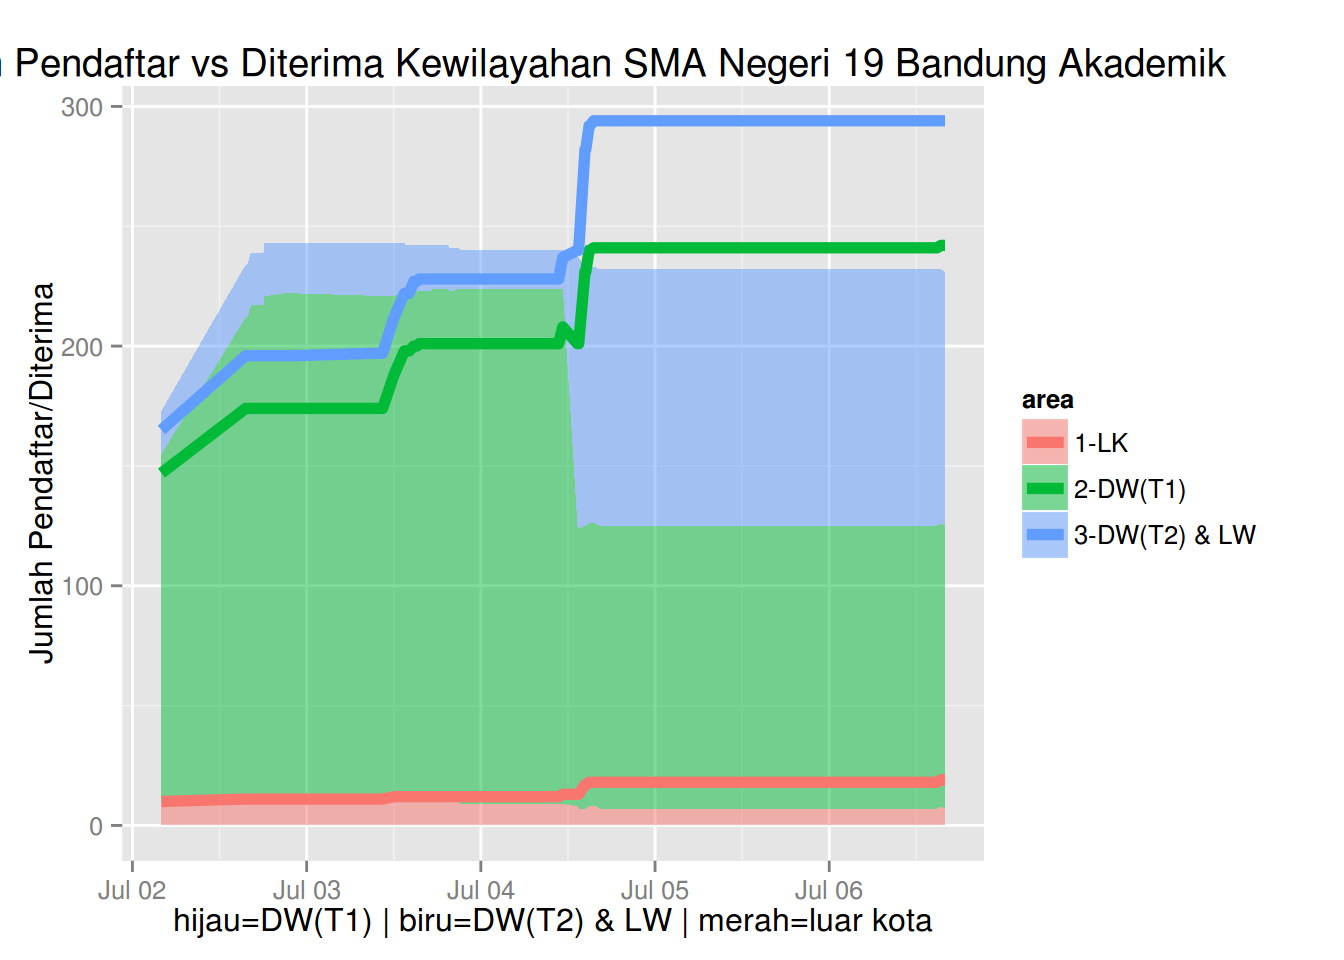 Pendaftar vs Diterima Kewilayahan SMA Negeri 19 Bandung Akademik
300
200
100
0
Jumlah Pendaftar/Diterima
Jul 02 Jul 03 Jul 04 Jul 05 Jul 06
hijau=DW(T1) | biru=DW(T2) & LW | merah=luar kota
area
1-LK
2-DW(T1)
3-DW(T2) & LW